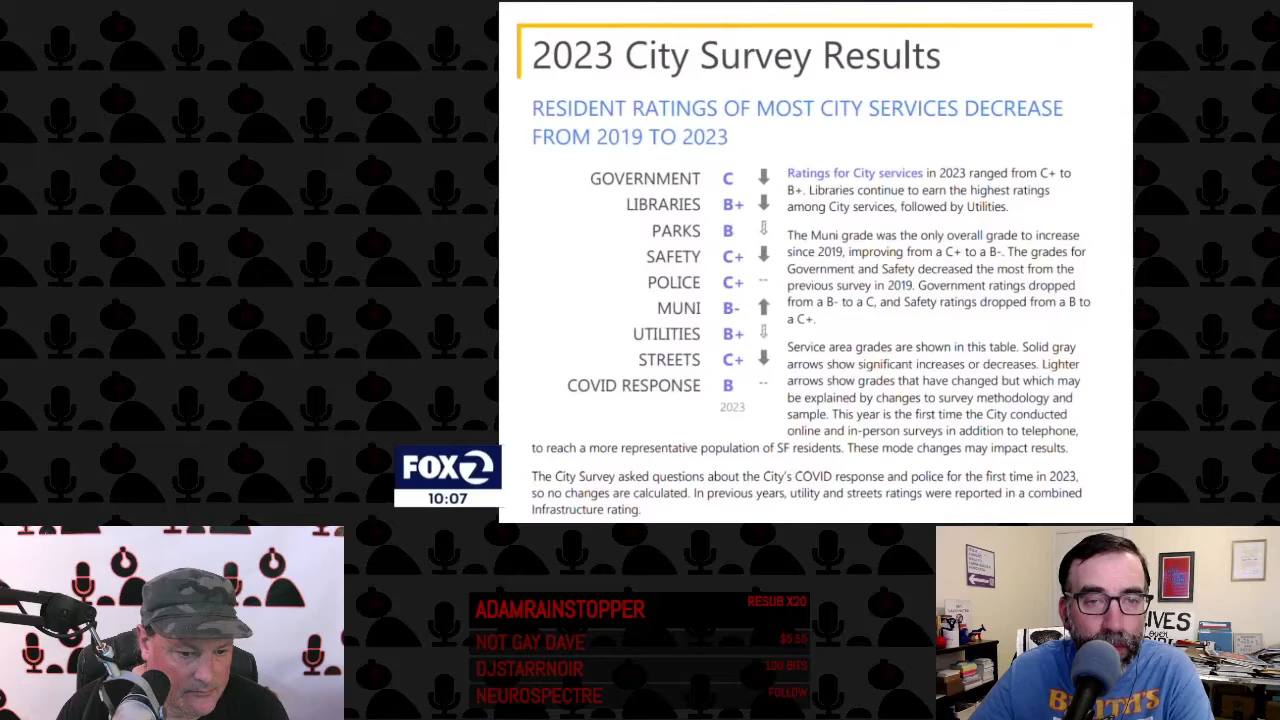 2023 City Survey Results
RESIDENT RATINGS OF MOST CITY SERVICES DECREASE
FROM 2019 TO 2023
GOVERNMENT C
LIBRARIES B+
PARKS B
SAFETY C+
POLICE C+ --
MUNI B-
UTILITIES B+
STREETS C+
COVID RESPONSE B --
2023
Ratings for City services in 2023 ranged from C+ to
B+. Libraries continue to earn the highest ratings
among City services, followed by Utilities.
The Muni grade was the only overall grade to increase
since 2019, improving from a C+ to a B-. The grades for
Government and Safety decreased the most from the
previous survey in 2019. Government ratings dropped
from a B- to a C, and Safety ratings dropped from a B to
a C+.
Service area grades are shown in this table. Solid gray
arrows show significant increases or decreases. Lighter
arrows show grades that have changed but which may
be explained by changes to survey methodology and
sample. This year is the first time the City conducted
online and in-person surveys in addition to telephone,
to reach a more representative population of SF residents. These mode changes may impact results.
The City Survey asked questions about the City's COVID response and police for the first time in 2023,
so no changes are calculated. In previous years, utility and streets ratings were reported in a combined
Infrastructure rating.
FOX 2
10:07
ADAMRAINSTOPPER RESUB X20
NOT GAY DAVE $5.55
DJSTARRNOIR 100 BITS
NEUROSPECTRE FOLLOW